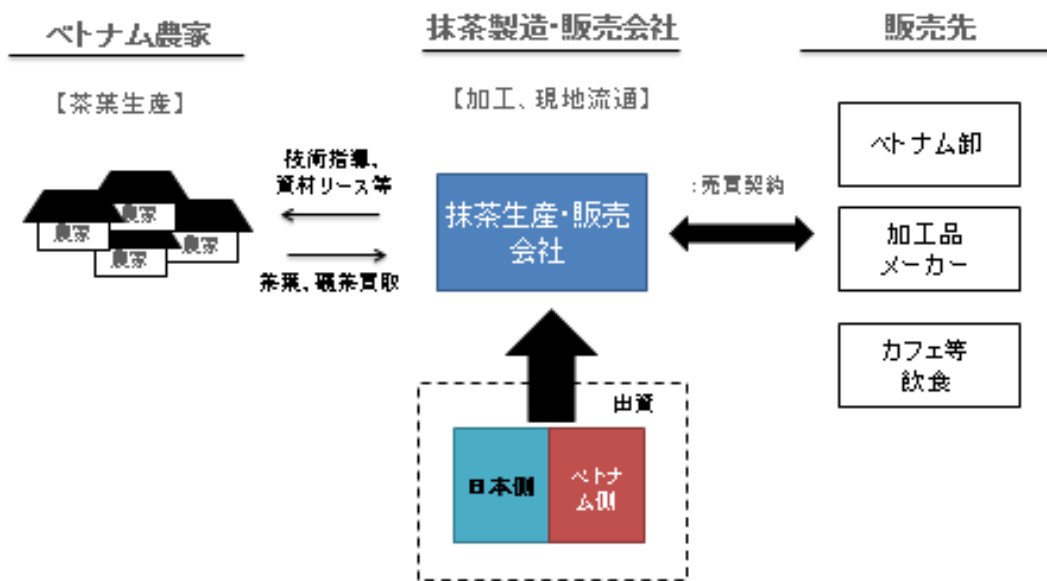 ベトナム農家
抹茶製造・販売会社
販売先
【茶葉生産】
【加工、現地流通】
技術指導、
資材リース等
農家
農家
農家
農家
茶葉、碾茶買取
抹茶生産・販売
会社
:売買契約
ベトナム卸
加工品
メーカー
カフェ等
飲食
出資
日本側
ベトナ
ム側